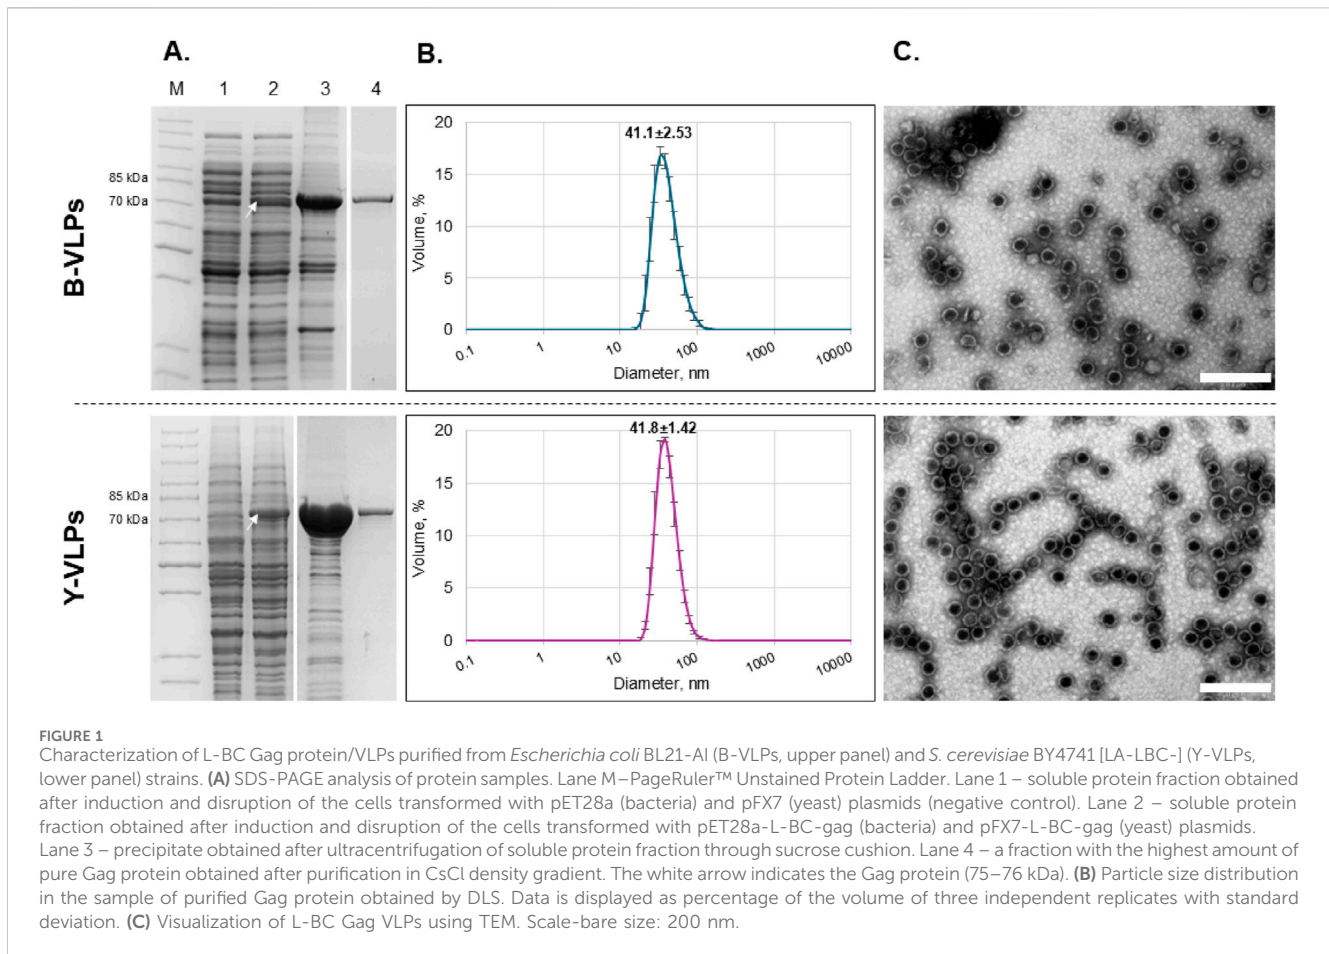 A.
B.
C.
M 1 2 3 4
B-VLPs
85 kDa
70 kDa
41.1±2.53
Volume, %
20
15
10
5
0
0.1 1 10 100 1000 10000
Diameter, nm
Y-VLPs
85 kDa
70 kDa
41.8±1.42
Volume, %
20
15
10
5
0
0.1 1 10 100 1000 10000
Diameter, nm
FIGURE 1
Characterization of L-BC Gag protein/VLPs purified from Escherichia coli BL21-AI (B-VLPs, upper panel) and S. cerevisiae BY4741 [LA-LBC-] (Y-VLPs,
lower panel) strains. (A) SDS-PAGE analysis of protein samples. Lane M–PageRuler™ Unstained Protein Ladder. Lane 1 – soluble protein fraction obtained
after induction and disruption of the cells transformed with pET28a (bacteria) and pFX7 (yeast) plasmids (negative control). Lane 2 – soluble protein
fraction obtained after induction and disruption of the cells transformed with pET28a-L-BC-gag (bacteria) and pFX7-L-BC-gag (yeast) plasmids.
Lane 3 – precipitate obtained after ultracentrifugation of soluble protein fraction through sucrose cushion. Lane 4 – a fraction with the highest amount of
pure Gag protein obtained after purification in CsCl density gradient. The white arrow indicates the Gag protein (75–76 kDa). (B) Particle size distribution
in the sample of purified Gag protein obtained by DLS. Data is displayed as percentage of the volume of three independent replicates with standard
deviation. (C) Visualization of L-BC Gag VLPs using TEM. Scale-bare size: 200 nm.